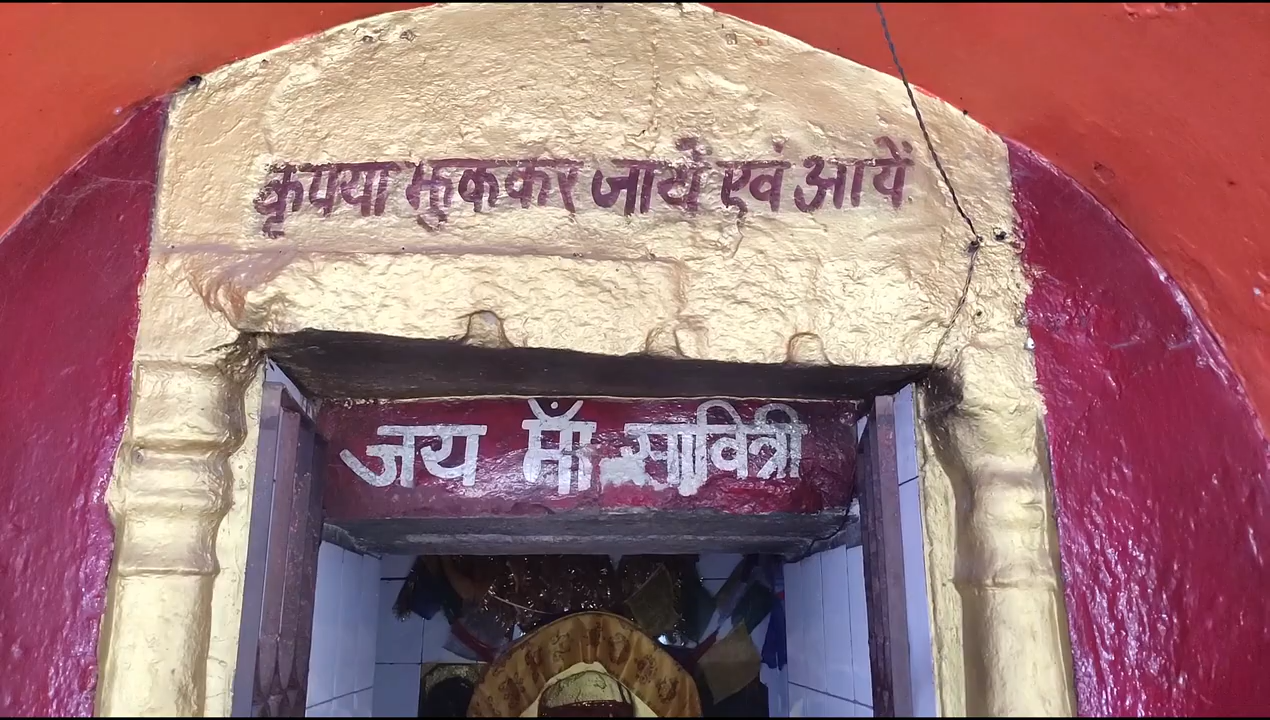 कृपया झुककर जायें एवं आयें
जय माँ सावित्री